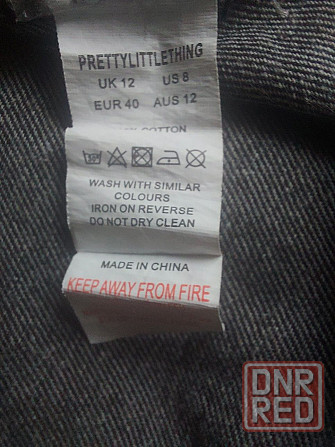 PRETTYLITTLETHING
UK 12 US 8
EUR 40 AUS 12
COTTON
WASH WITH SIMILAR
COLOURS
IRON ON REVERSE
DO NOT DRY CLEAN
MADE IN CHINA
KEEP AWAY FROM FIRE
DNR
RED